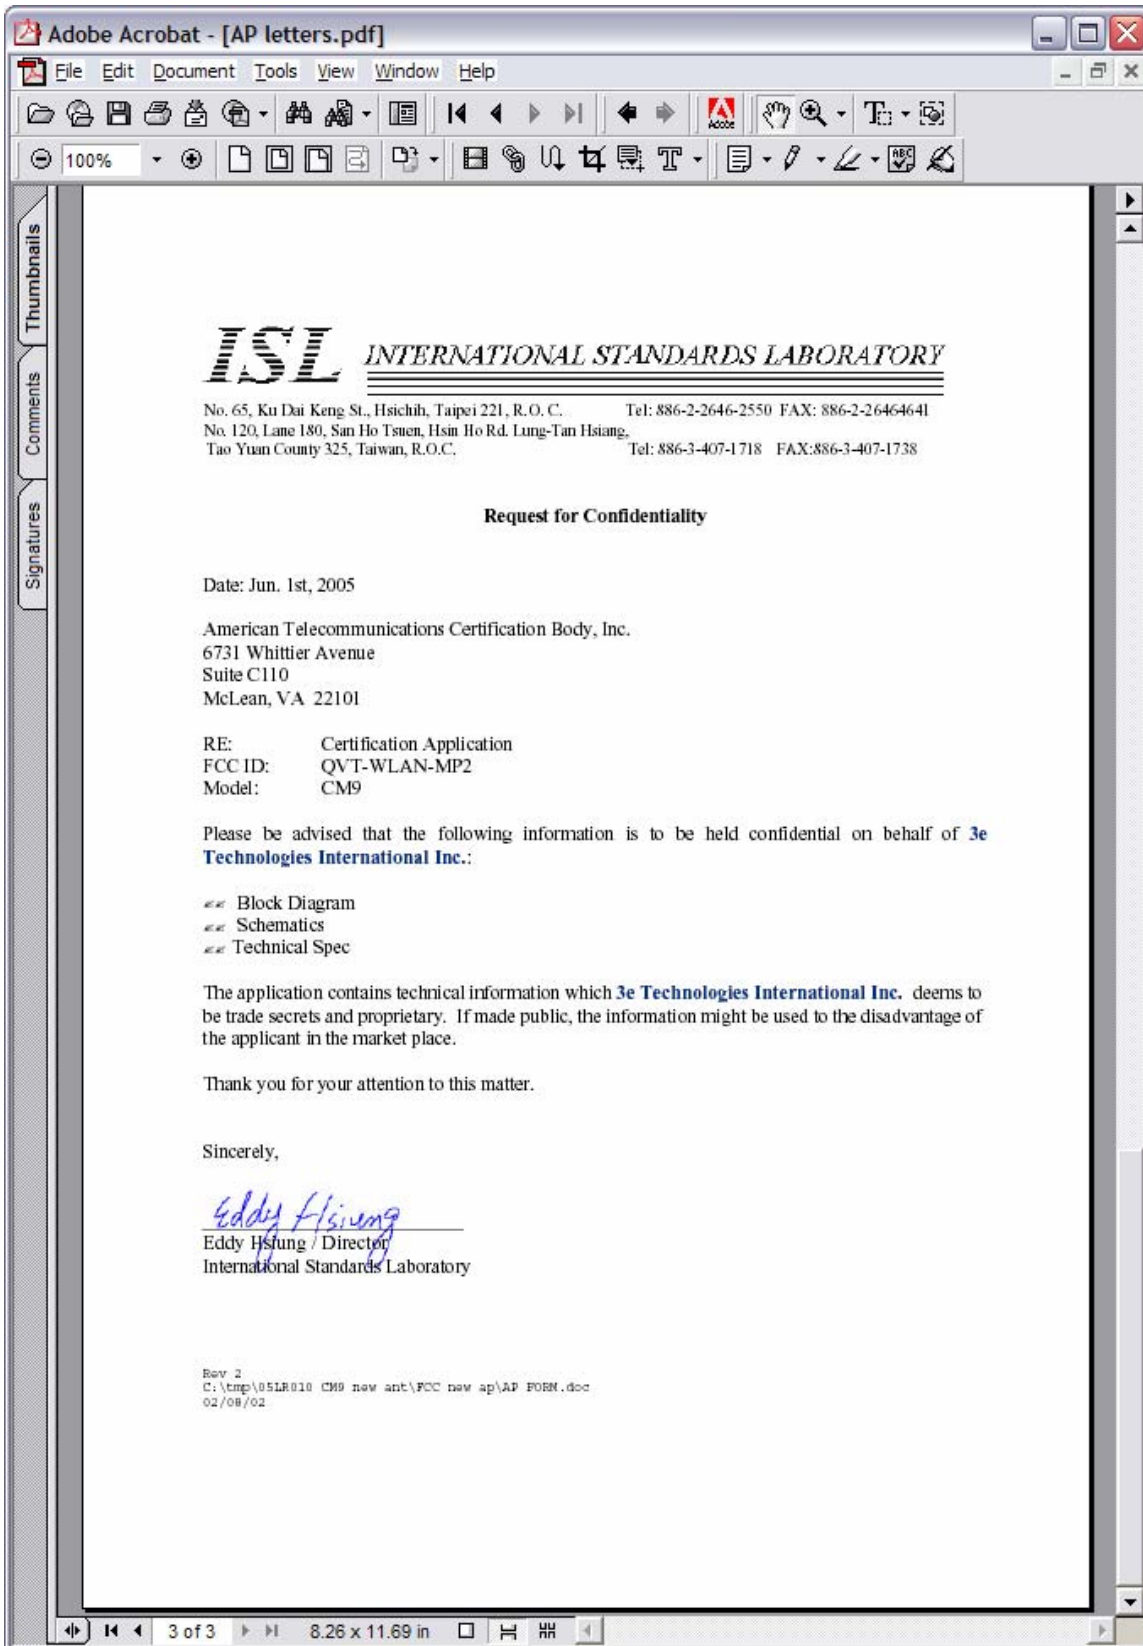 Adobe Acrobat - [AP letters.pdf]
File Edit Document Tools View Window Help
Adobe
100%
Thumbnails
Comments
Signatures
ISL INTERNATIONAL STANDARDS LABORATORY
No. 65, Ku Dai Keng St., Hsichih, Taipei 221, R.O. C. Tel: 886-2-2646-2550 FAX: 886-2-26464641
No. 120, Lane 180, San Ho Tsuen, Hsin Ho Rd. Lung-Tan Hsiang,
Tao Yuan County 325, Taiwan, R.O.C. Tel: 886-3-407-1718 FAX:886-3-407-1738
Request for Confidentiality
Date: Jun. 1st, 2005
American Telecommunications Certification Body, Inc.
6731 Whittier Avenue
Suite C110
McLean, VA 22101
RE: Certification Application
FCC ID: QVT-WLAN-MP2
Model: CM9
Please be advised that the following information is to be held confidential on behalf of 3e
Technologies International Inc.:
Block Diagram
Schematics
Technical Spec
The application contains technical information which 3e Technologies International Inc. deems to
be trade secrets and proprietary. If made public, the information might be used to the disadvantage of
the applicant in the market place.
Thank you for your attention to this matter.
Sincerely,
Eddy Hsiung
Eddy Hsiung / Director
International Standards Laboratory
Rev 2
C:\tmp\05LR010 CM9 new ant\FCC new ap\AP FORM.doc
02/08/02
3 of 3 8.26 x 11.69 in